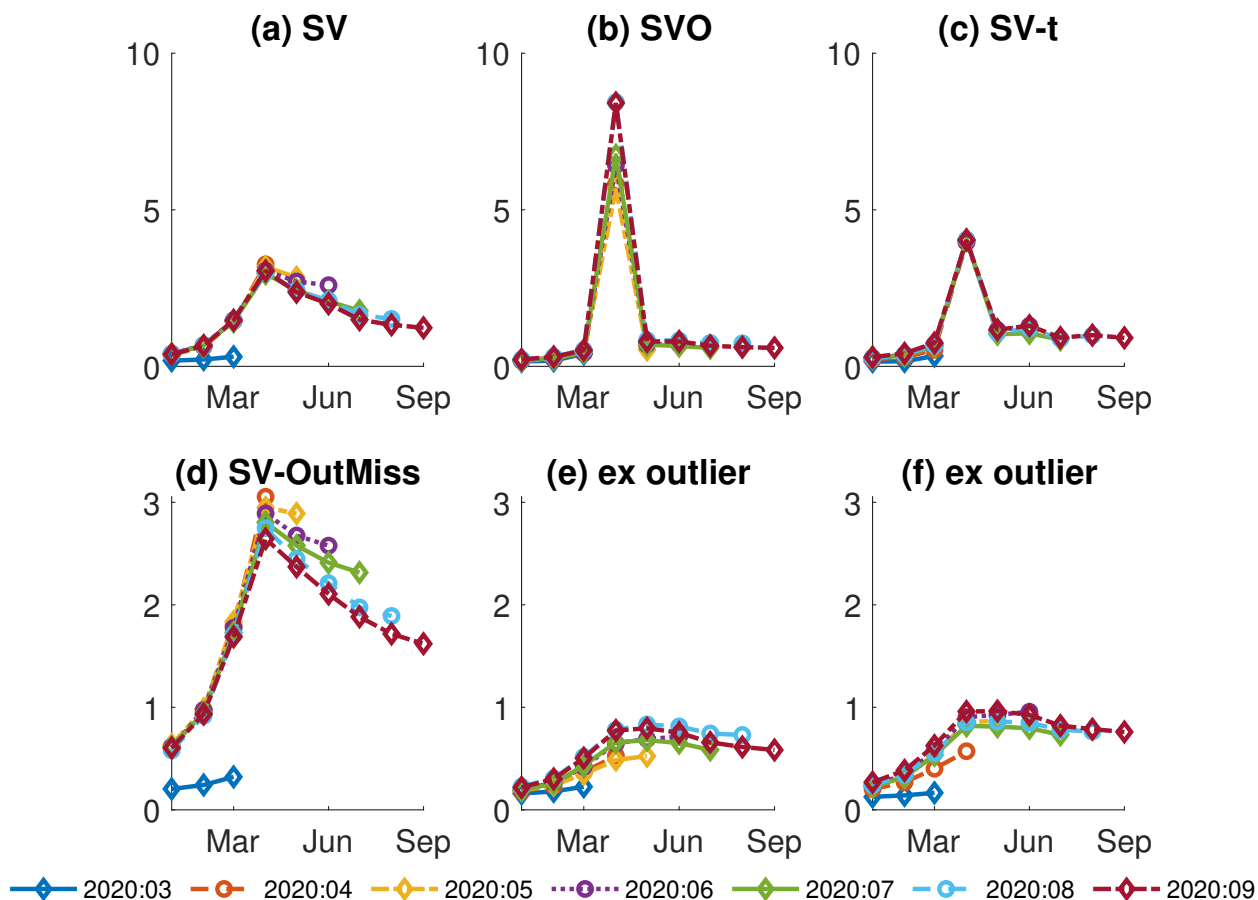 (a) SV (b) SVO (c) SV-t
10 10
5 5
0 0 0
Mar Jun Sep Mar Jun Sep Mar Jun Sep
(d) SV-OutMiss (e) ex outlier (f) ex outlier
3 3 3
2 2 2
1 1 1
0 0 0
Mar Jun Sep Mar Jun Sep Mar Jun Sep
2020:03 2020:04 2020:05 2020:06 2020:07 2020:08 2020:09